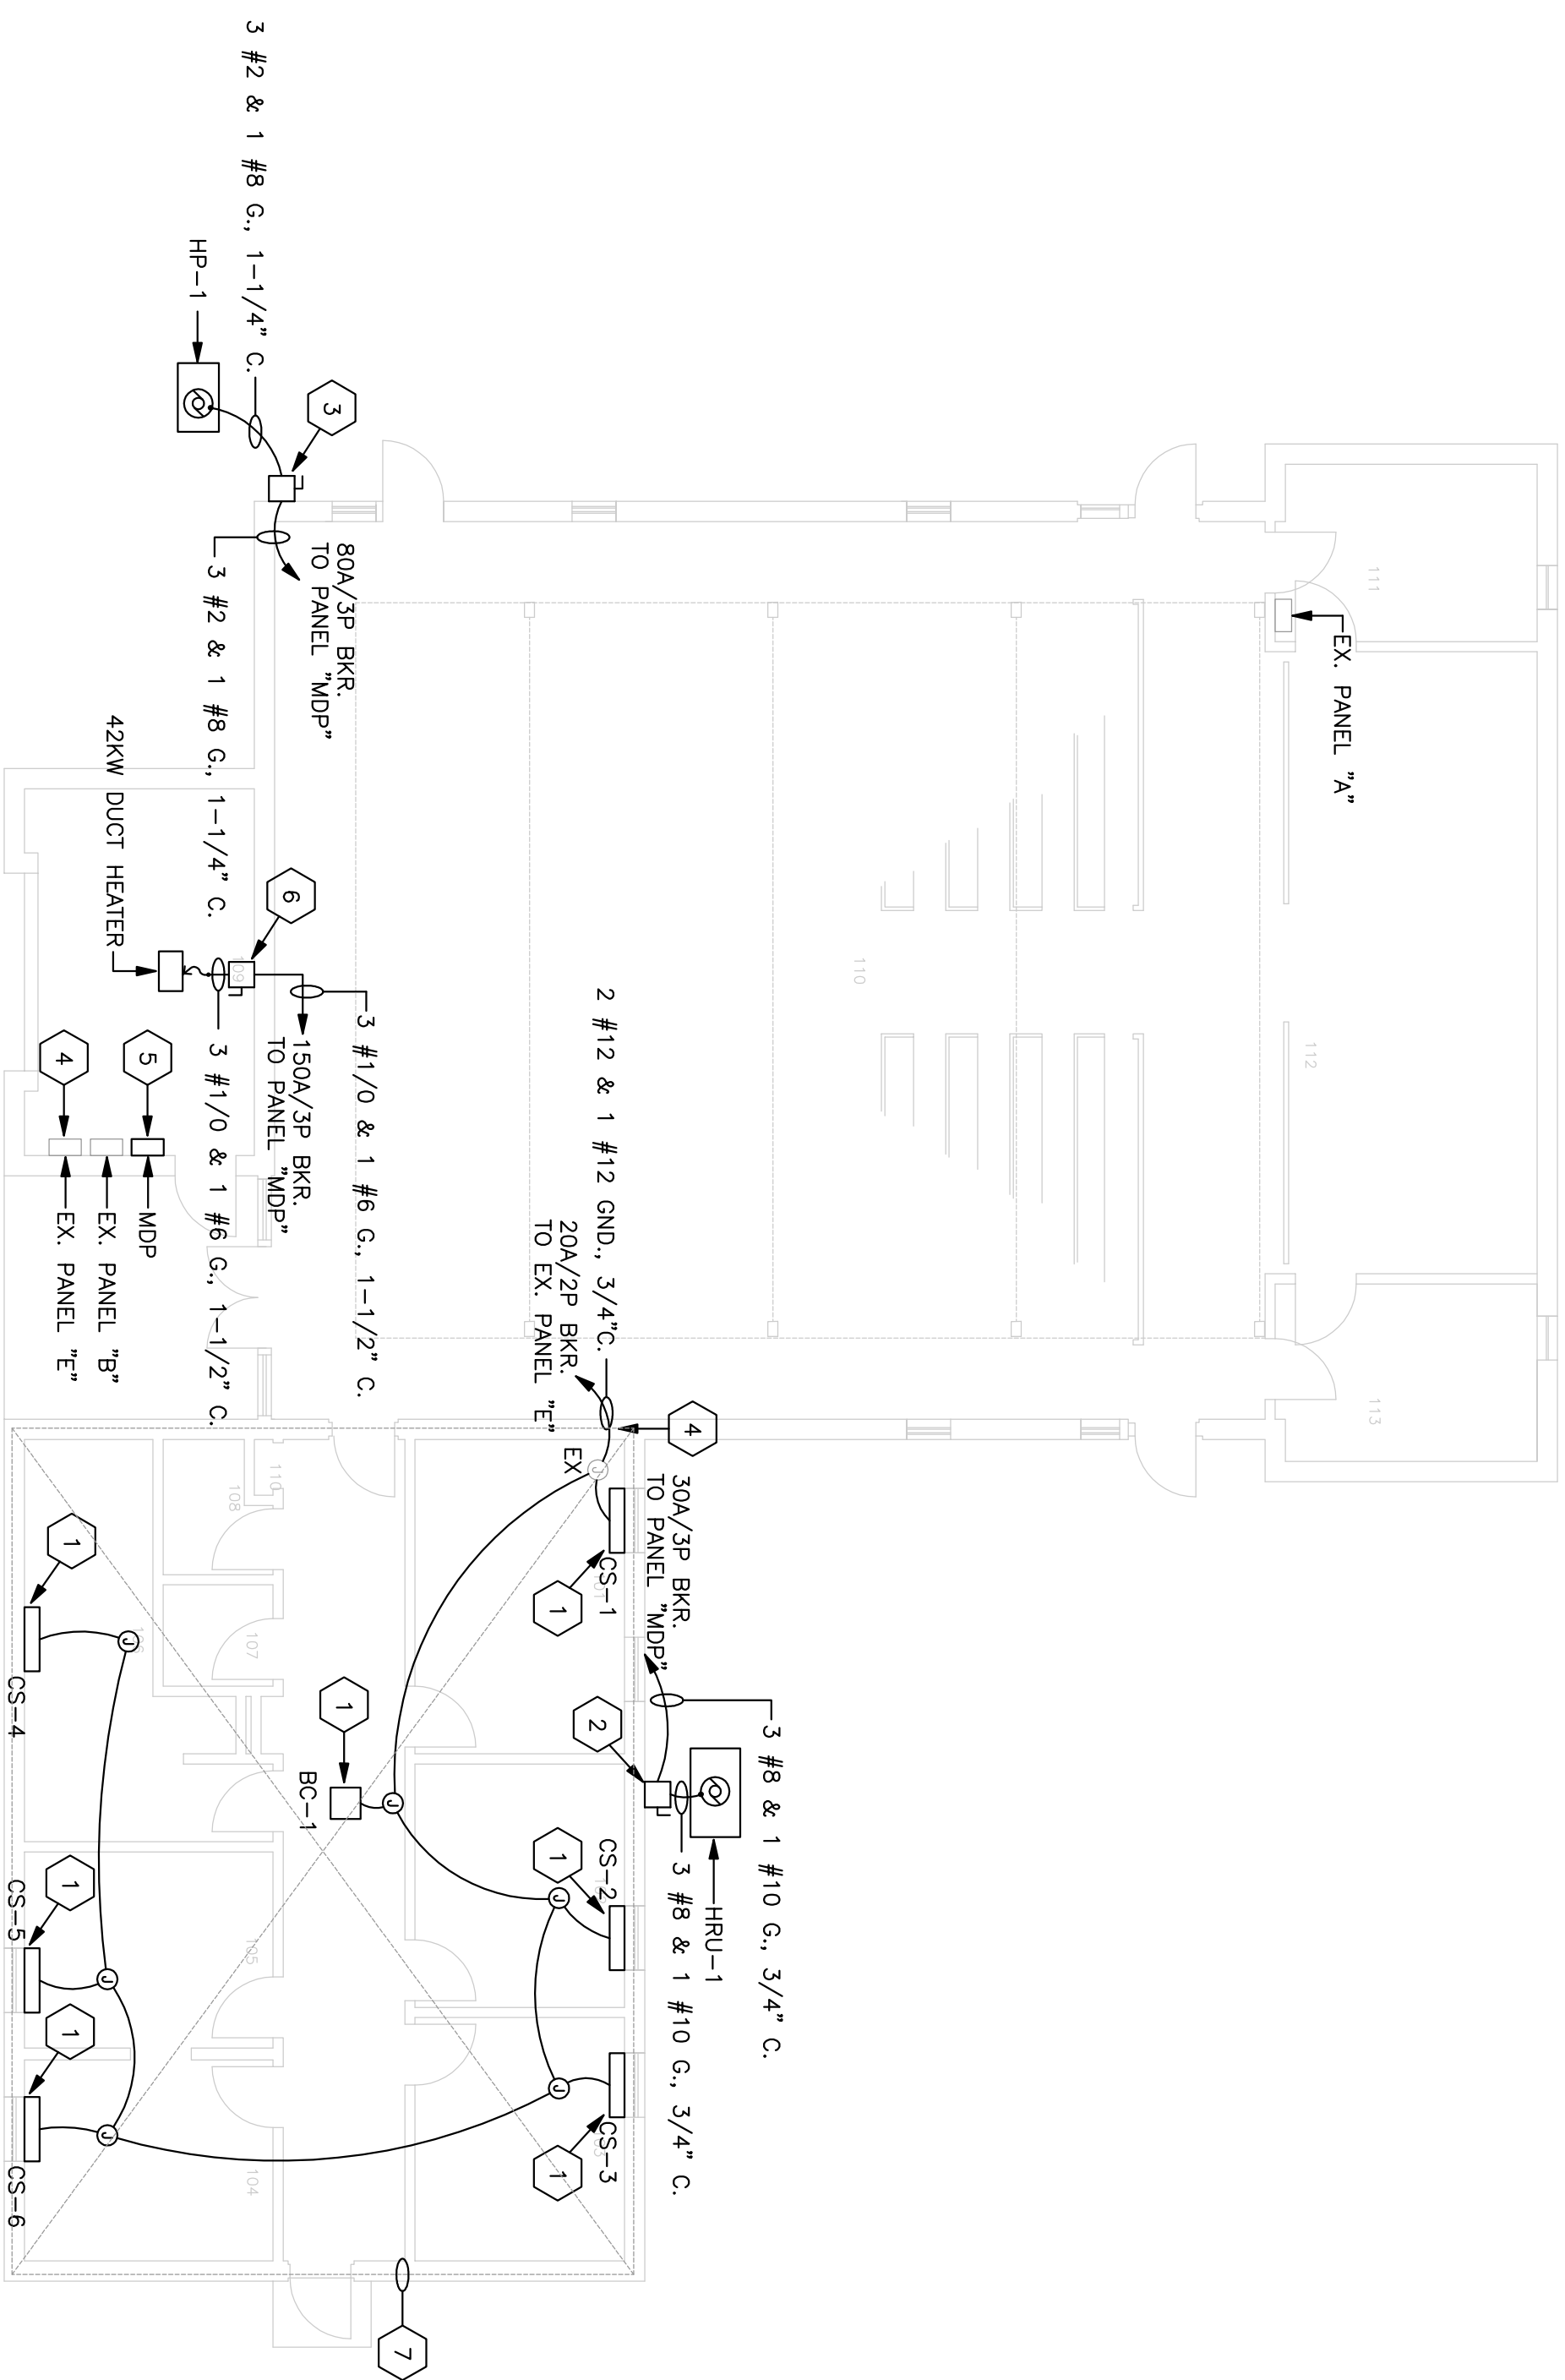 111
113
EX. PANEL "A"
112
110
3 #8 & 1 #10 G., 3/4" C.
HRU-1
3 #8 & 1 #10 G., 3/4" C.
4
30A/3P BKR.
TO PANEL "MDP"
2
2 #12 & 1 #12 GND., 3/4"C.
20A/2P BKR.
TO EX. PANEL "E"
EX
J
CS-1
1
CS-2
1
J
CS-3
1
J
7
J
1
BC-1
3 #1/0 & 1 #6 G., 1-1/2" C.
150A/3P BKR.
TO PANEL "MDP"
3
80A/3P BKR.
TO PANEL "MDP"
6
3 #2 & 1 #8 G., 1-1/4" C.
HP-1
3 #2 & 1 #8 G., 1-1/4" C.
109
3 #1/0 & 1 #6 G., 1-1/2" C.
42KW DUCT HEATER
110
108
107
105
104
5
MDP
EX. PANEL "B"
4
EX. PANEL "E"
J
J
J
1
CS-4
1
CS-5
1
CS-6